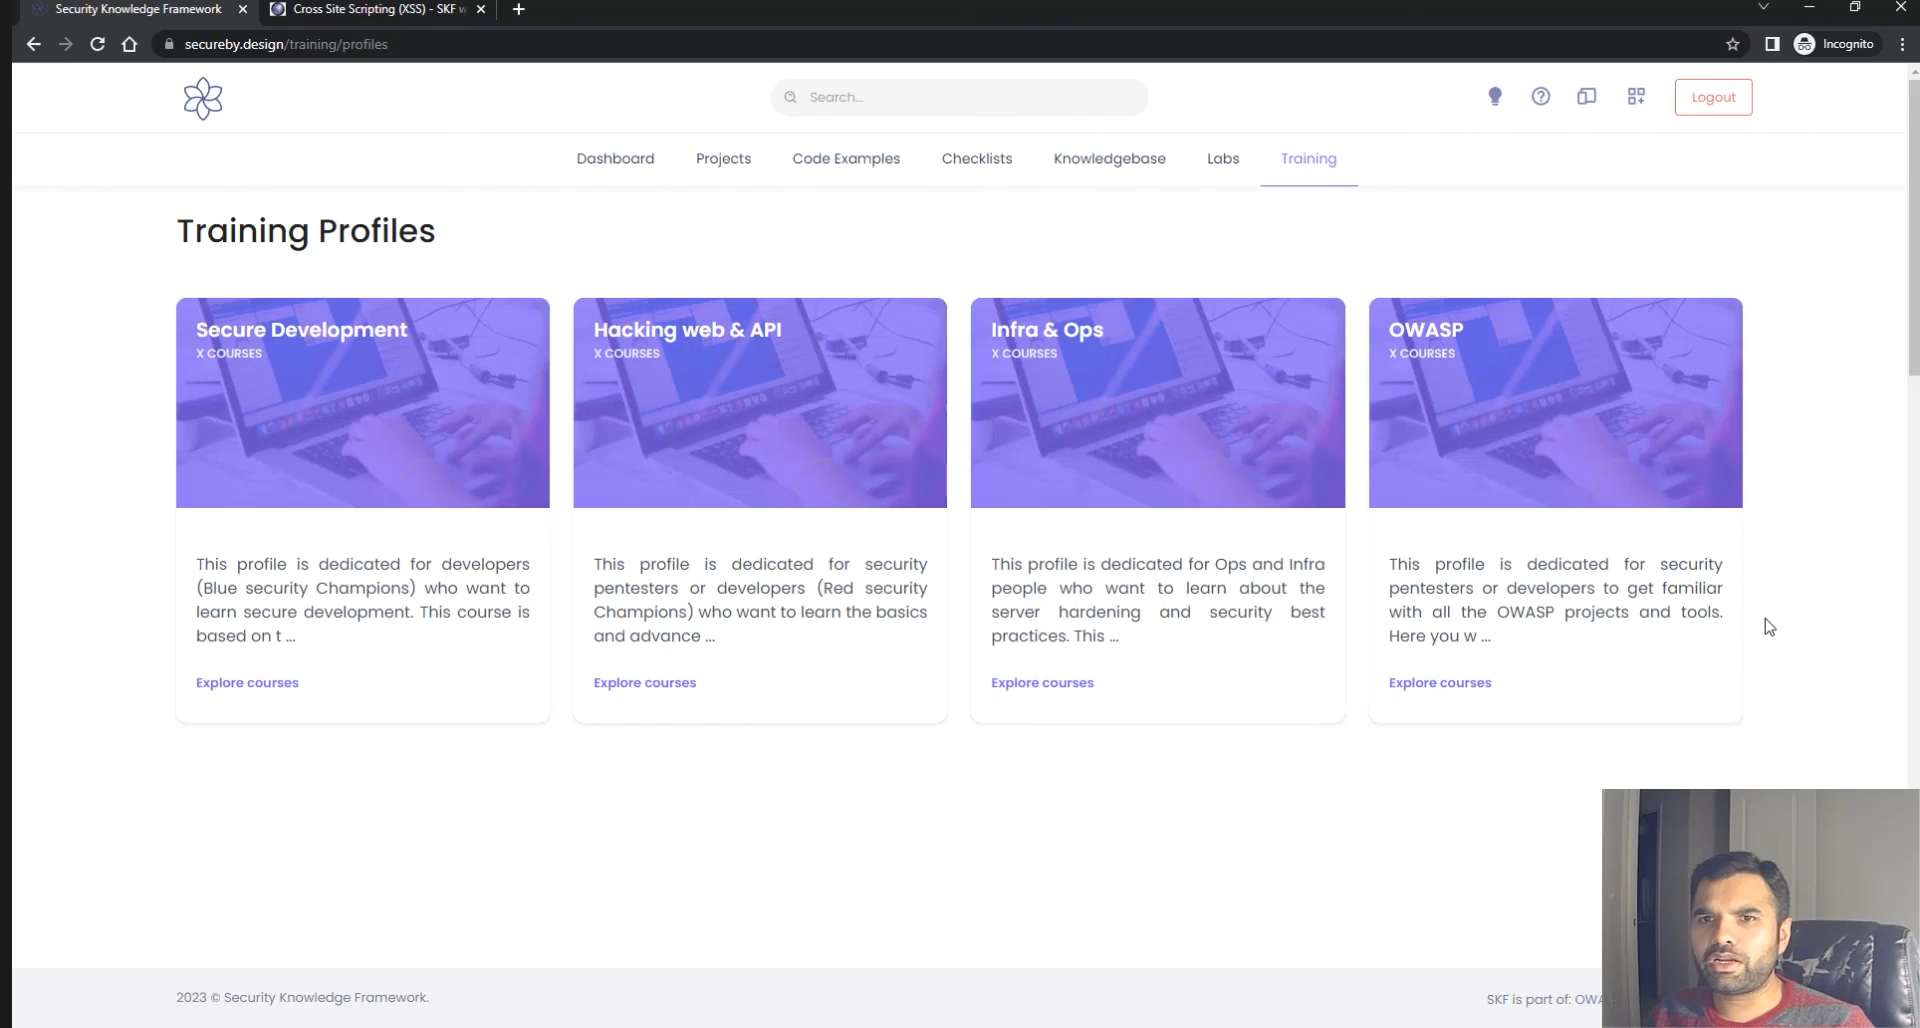 Security Knowledge Framework
Cross Site Scripting (XSS) - SKF w
secureby.design/training/profiles
Incognito
Search...
Logout
Dashboard
Projects
Code Examples
Checklists
Knowledgebase
Labs
Training
Training Profiles
Secure Development
X COURSES
This profile is dedicated for developers
(Blue security Champions) who want to
learn secure development. This course is
based on t ...
Explore courses
Hacking web & API
X COURSES
This profile is dedicated for security
pentesters or developers (Red security
Champions) who want to learn the basics
and advance ...
Explore courses
Infra & Ops
X COURSES
This profile is dedicated for Ops and Infra
people who want to learn about the
server hardening and security best
practices. This ...
Explore courses
OWASP
X COURSES
This profile is dedicated for security
pentesters or developers to get familiar
with all the OWASP projects and tools.
Here you w ...
Explore courses
2023 © Security Knowledge Framework.
SKF is part of: OWA